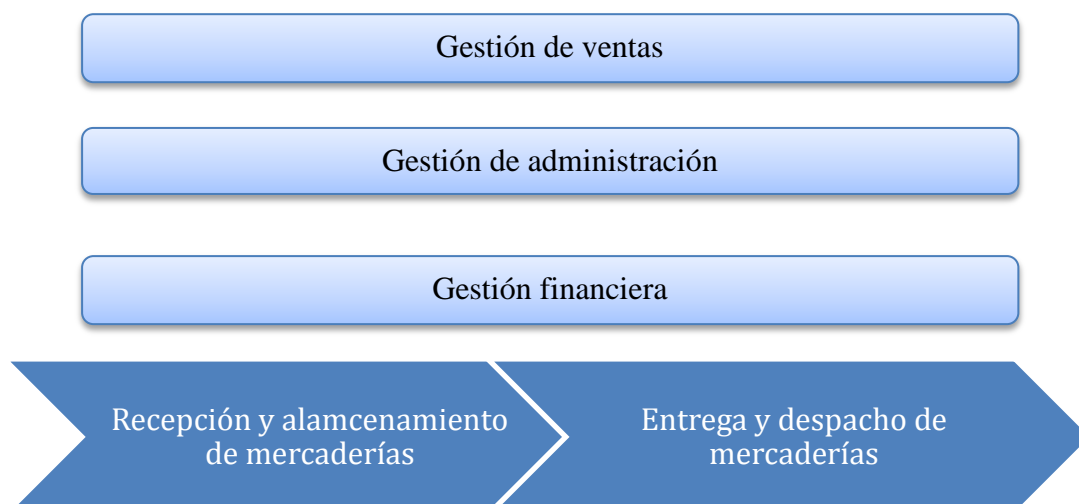 Gestión de ventas
Gestión de administración
Gestión financiera
Recepción y alamcenamiento
de mercaderías
Entrega y despacho de
mercaderías